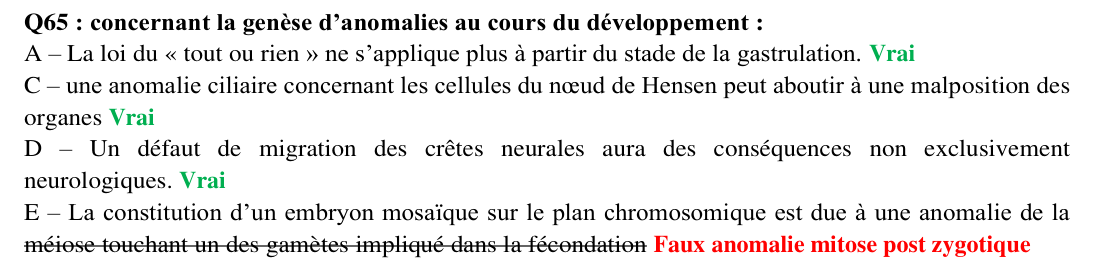 Q65 : concernant la genèse d’anomalies au cours du développement :
A – La loi du « tout ou rien » ne s’applique plus à partir du stade de la gastrulation. Vrai
C – une anomalie ciliaire concernant les cellules du nœud de Hensen peut aboutir à une malposition des
organes Vrai
D – Un défaut de migration des crêtes neurales aura des conséquences non exclusivement
neurologiques. Vrai
E – La constitution d’un embryon mosaïque sur le plan chromosomique est due à une anomalie de la
méiose touchant un des gamètes impliqué dans la fécondation Faux anomalie mitose post zygotique